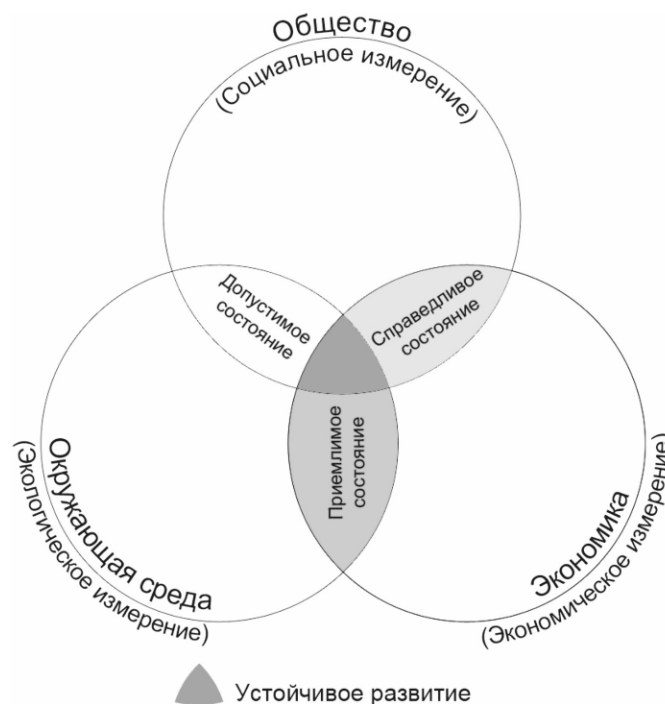 Общество
(Социальное измерение)
Допустимое
состояние
Справедливое
состояние
Приемлимое
состояние
Окружающая среда
(Экологическое измерение)
Экономика
(Экономическое измерение)
Устойчивое развитие